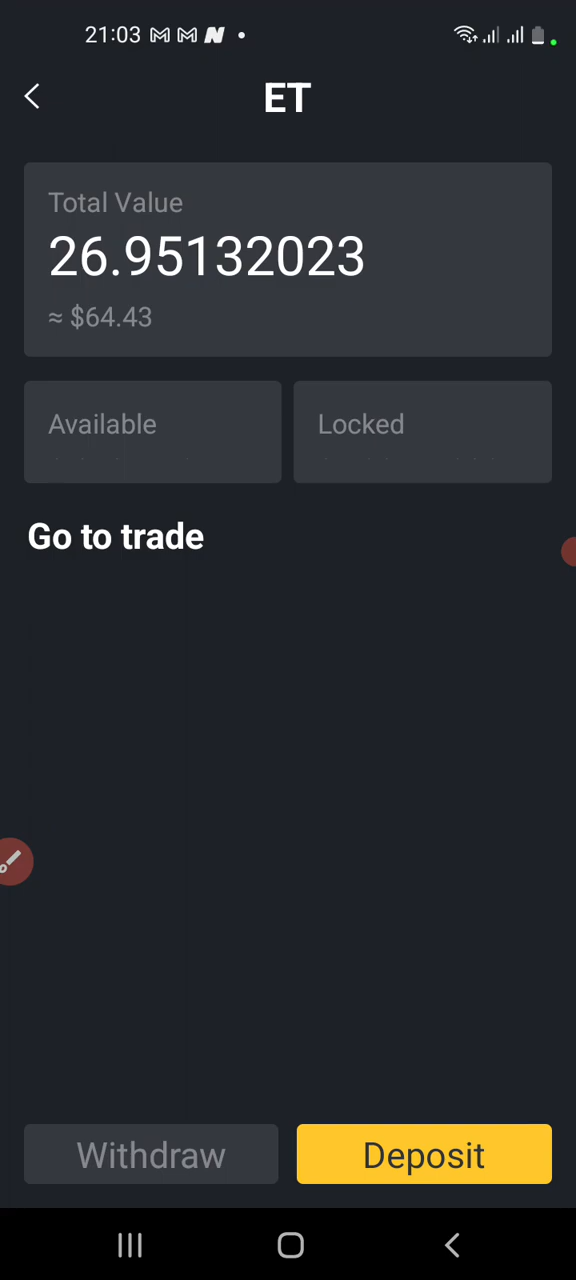 21:03
ET
Total Value
26.95132023
≈ $64.43
Available
Locked
Go to trade
Withdraw
Deposit